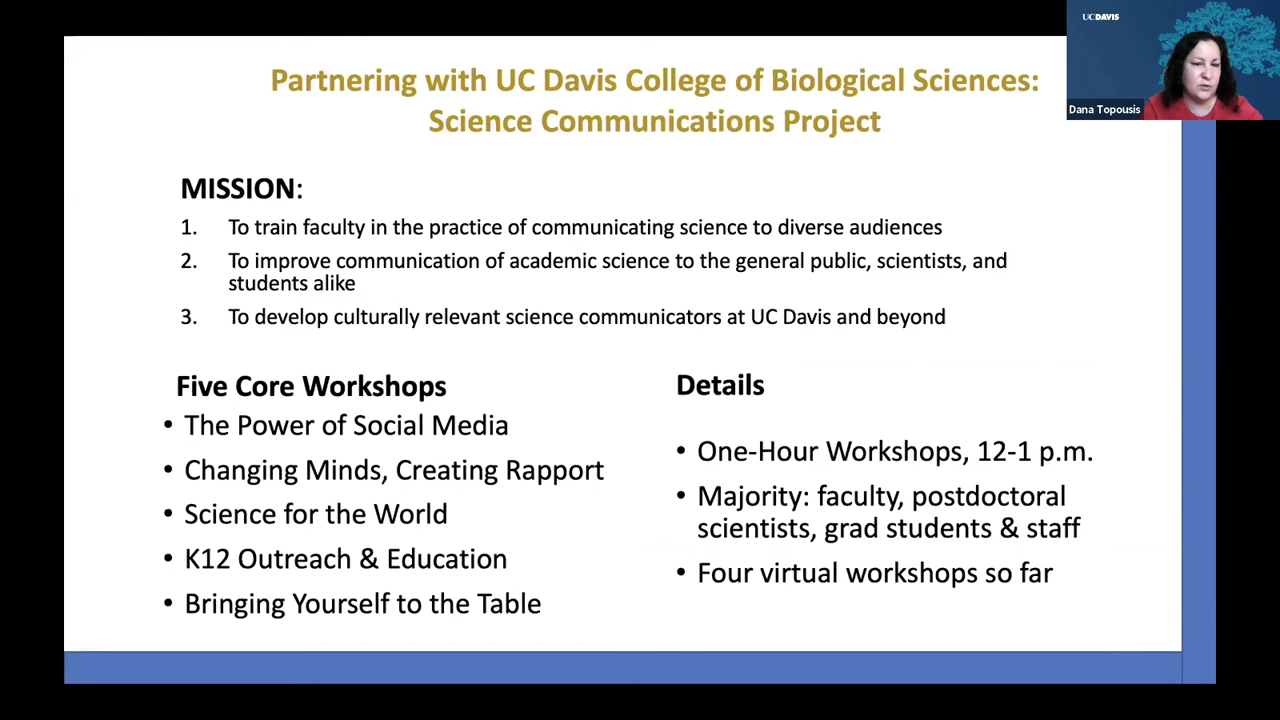 UCDAVIS
Dana Topousis
Partnering with UC Davis College of Biological Sciences:
Science Communications Project
MISSION:
1. To train faculty in the practice of communicating science to diverse audiences
2. To improve communication of academic science to the general public, scientists, and
students alike
3. To develop culturally relevant science communicators at UC Davis and beyond
Five Core Workshops
• The Power of Social Media
• Changing Minds, Creating Rapport
• Science for the World
• K12 Outreach & Education
• Bringing Yourself to the Table
Details
• One-Hour Workshops, 12-1 p.m.
• Majority: faculty, postdoctoral
scientists, grad students & staff
• Four virtual workshops so far